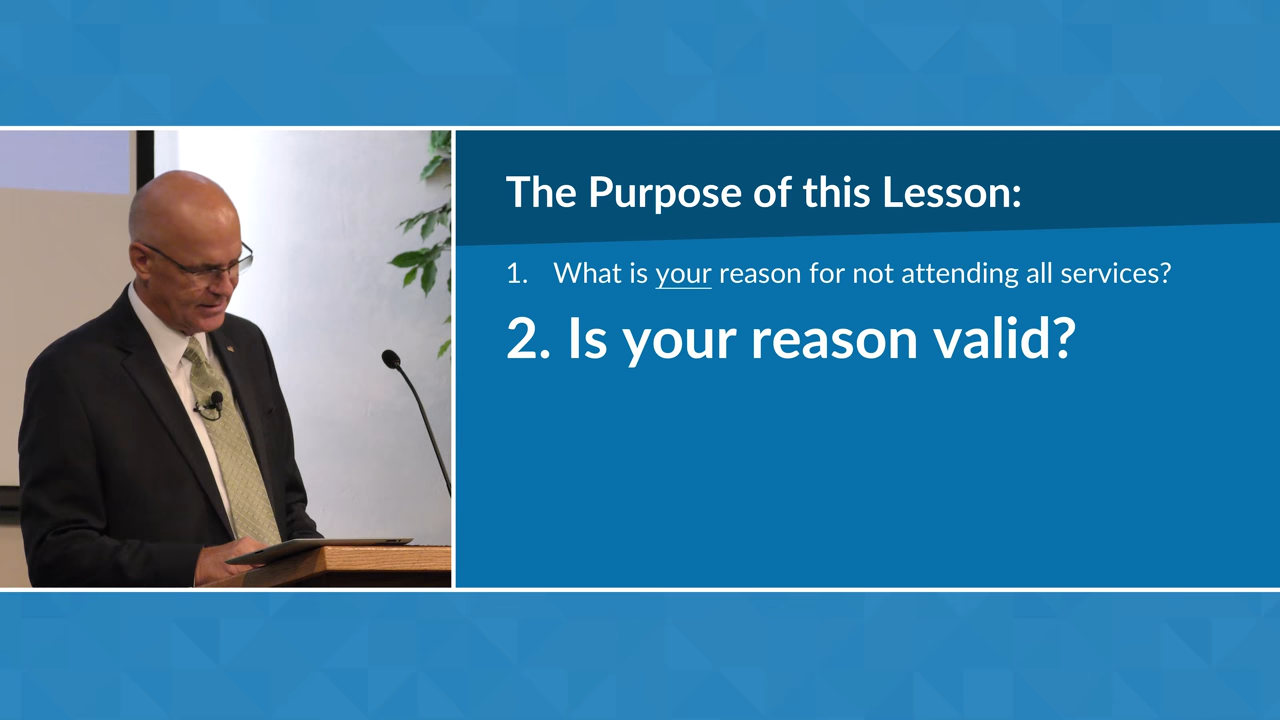 The Purpose of this Lesson:
1. What is your reason for not attending all services?
2. Is your reason valid?